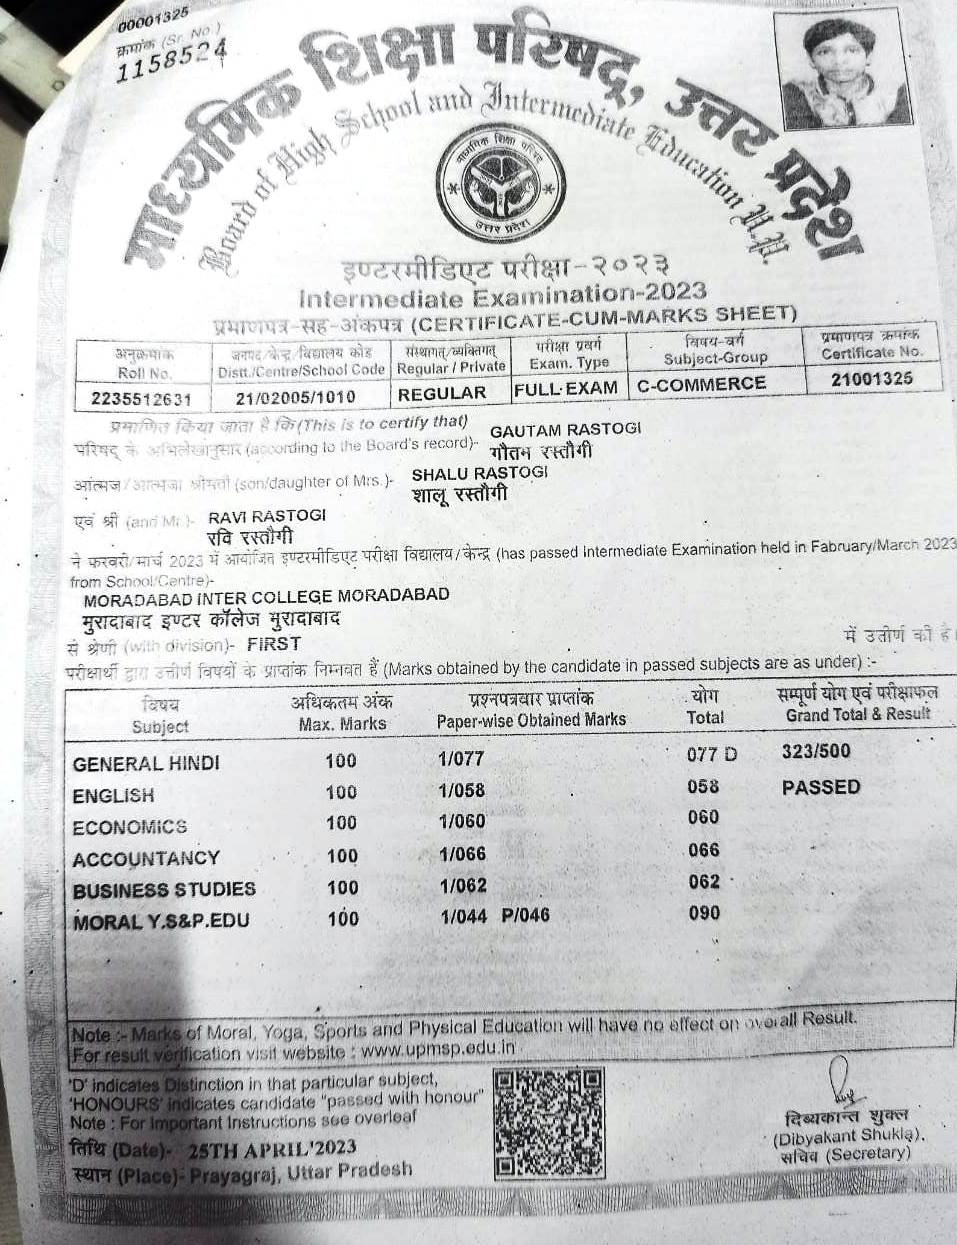 00001325
क्रमांक (Sr. No.)
1158524
माध्यमिक शिक्षा परिषद्, उत्तर प्रदेश
Board of High School and Intermediate Education U.P.
माध्यमिक शिक्षा परिषद
उत्तर प्रदेश
इण्टरमीडिएट परीक्षा-२०२३
Intermediate Examination-2023
प्रमाणपत्र-सह-अंकपत्र (CERTIFICATE-CUM-MARKS SHEET)
अनुक्रमांक जनपद/केन्द्र/विद्यालय कोड संस्थागत/व्यक्तिगत परीक्षा प्रवर्ग विषय-वर्ग प्रमाणपत्र क्रमांक
Roll No. Distt./Centre/School Code Regular / Private Exam. Type Subject-Group Certificate No.
2235512631 21/02005/1010 REGULAR FULL-EXAM C-COMMERCE 21001325
प्रमाणित किया जाता है कि(This is to certify that) GAUTAM RASTOGI
परिषद् के अभिलेखानुसार (according to the Board's record)- गौतम रस्तौगी
आत्मज/आत्मजा श्रीमती (son/daughter of Mrs.)- SHALU RASTOGI
शालू रस्तौगी
एवं श्री (and Mr.)- RAVI RASTOGI
रवि रस्तौगी
ने फरवरी/मार्च 2023 में आयोजित इण्टरमीडिएट परीक्षा विद्यालय/केन्द्र (has passed Intermediate Examination held in Fabruary/March 2023
from School/Centre)-
MORADABAD INTER COLLEGE MORADABAD
मुरादाबाद इण्टर कॉलेज मुरादाबाद
से श्रेणी (with division)- FIRST में उतीर्ण की है।
परीक्षार्थी द्वारा उत्तीर्ण विषयों के प्राप्तांक निम्नवत हैं (Marks obtained by the candidate in passed subjects are as under) :-
विषय अधिकतम अंक प्रश्नपत्रवार प्राप्तांक योग सम्पूर्ण योग एवं परीक्षाफल
Subject Max. Marks Paper-wise Obtained Marks Total Grand Total & Result
GENERAL HINDI 100 1/077 077 D 323/500
ENGLISH 100 1/058 058 PASSED
ECONOMICS 100 1/060 060
ACCOUNTANCY 100 1/066 066
BUSINESS STUDIES 100 1/062 062
MORAL Y.S&P.EDU 100 1/044 P/046 090
Note :- Marks of Moral, Yoga, Sports and Physical Education will have no effect on overall Result.
For result verification visit website : www.upmsp.edu.in
'D' indicates Distinction in that particular subject,
'HONOURS' indicates candidate "passed with honour"
Note : For Important Instructions see overleaf
तिथि (Date)- 25TH APRIL'2023
स्थान (Place)- Prayagraj, Uttar Pradesh
दिब्यकान्त शुक्ल
(Dibyakant Shukla)
सचिव (Secretary)